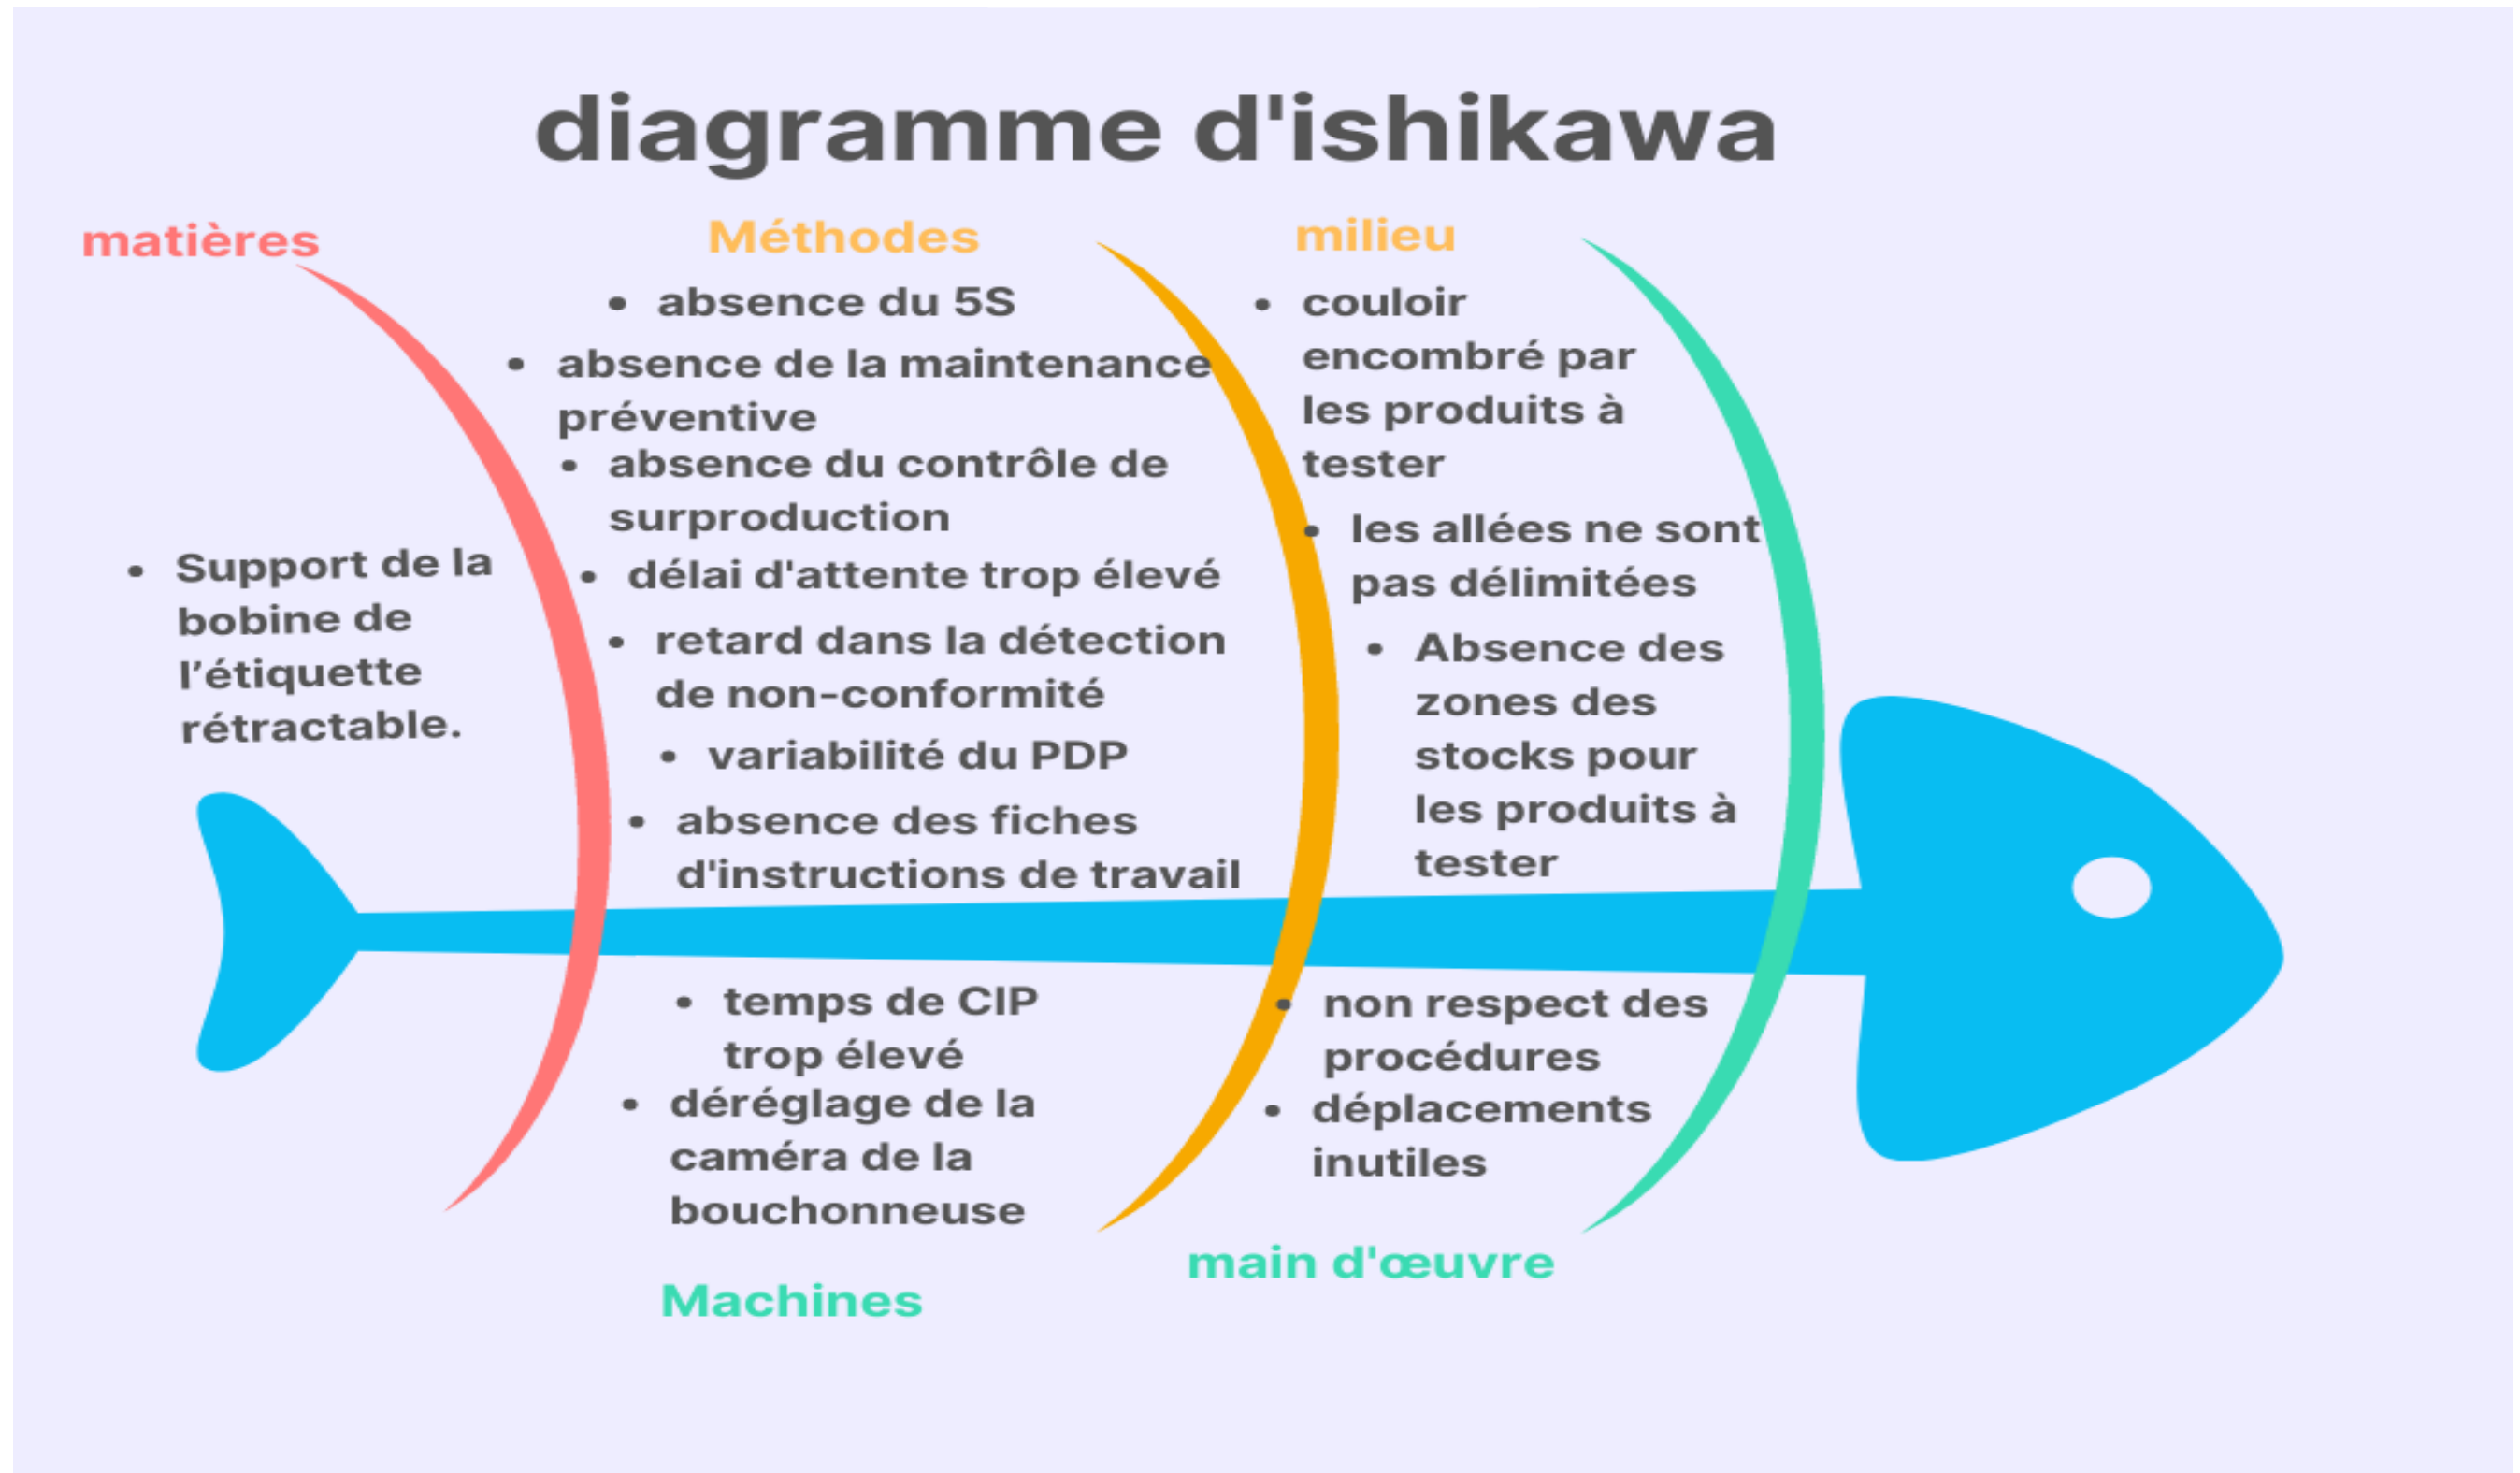 diagramme d'ishikawa
matières
• Support de la
bobine de
l’étiquette
rétractable.
Méthodes
• absence du 5S
• absence de la maintenance
préventive
• absence du contrôle de
surproduction
• délai d'attente trop élevé
• retard dans la détection
de non-conformité
• variabilité du PDP
• absence des fiches
d'instructions de travail
milieu
• couloir
encombré par
les produits à
tester
• les allées ne sont
pas délimitées
• Absence des
zones des
stocks pour
les produits à
tester
• temps de CIP
trop élevé
• déréglage de la
caméra de la
bouchonneuse
Machines
• non respect des
procédures
• déplacements
inutiles
main d'œuvre